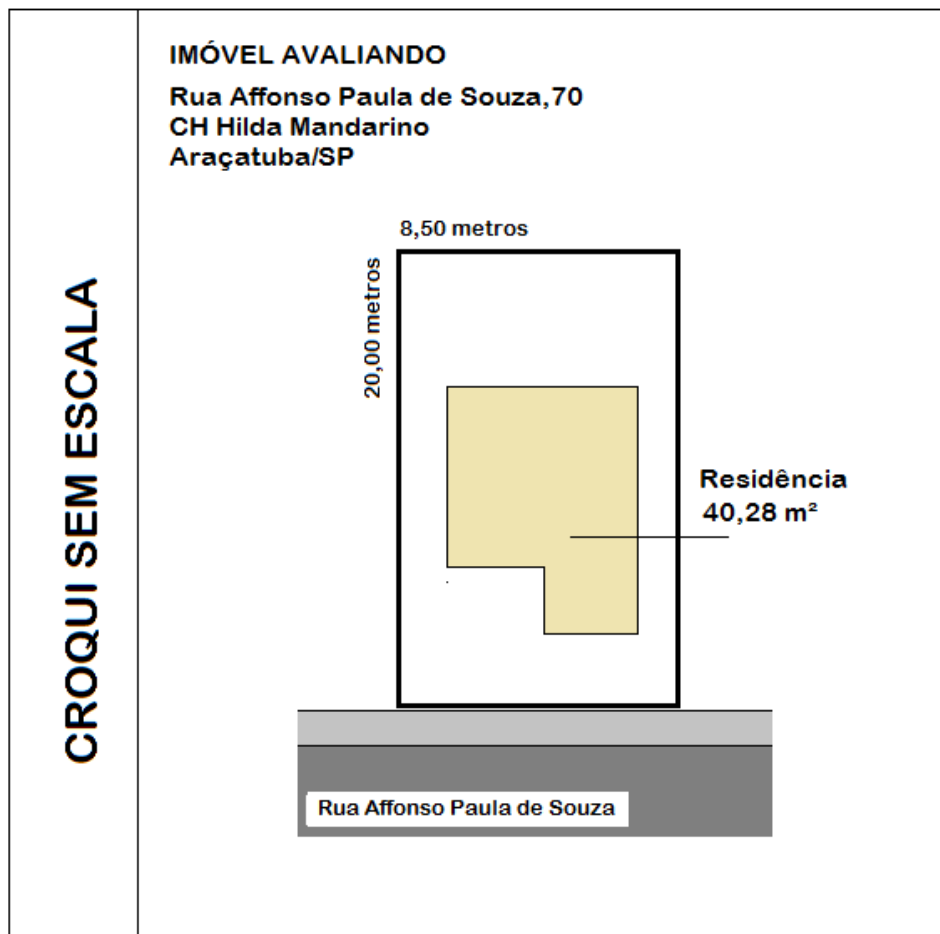 IMÓVEL AVALIANDO
Rua Affonso Paula de Souza,70
CH Hilda Mandarino
Araçatuba/SP
8,50 metros
20,00 metros
Residência
40,28 m²
CROQUI SEM ESCALA
Rua Affonso Paula de Souza